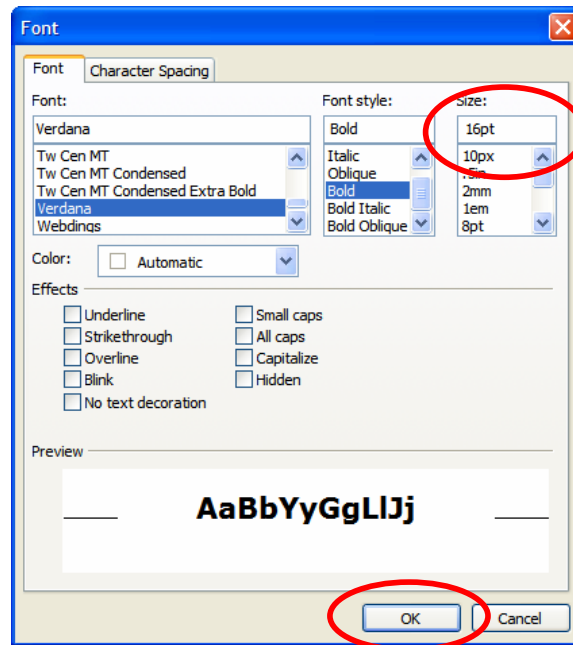 Font
Font Character Spacing
Font: Font style: Size:
Verdana Bold 16pt
Tw Cen MT Italic 10px
Tw Cen MT Condensed Oblique .5in
Tw Cen MT Condensed Extra Bold Bold 2mm
Verdana Bold Italic 1em
Webdings Bold Oblique 8pt
Color: Automatic
Effects
Underline Small caps
Strikethrough All caps
Overline Capitalize
Blink Hidden
No text decoration
Preview
AaBbYyGgLlJj
OK Cancel